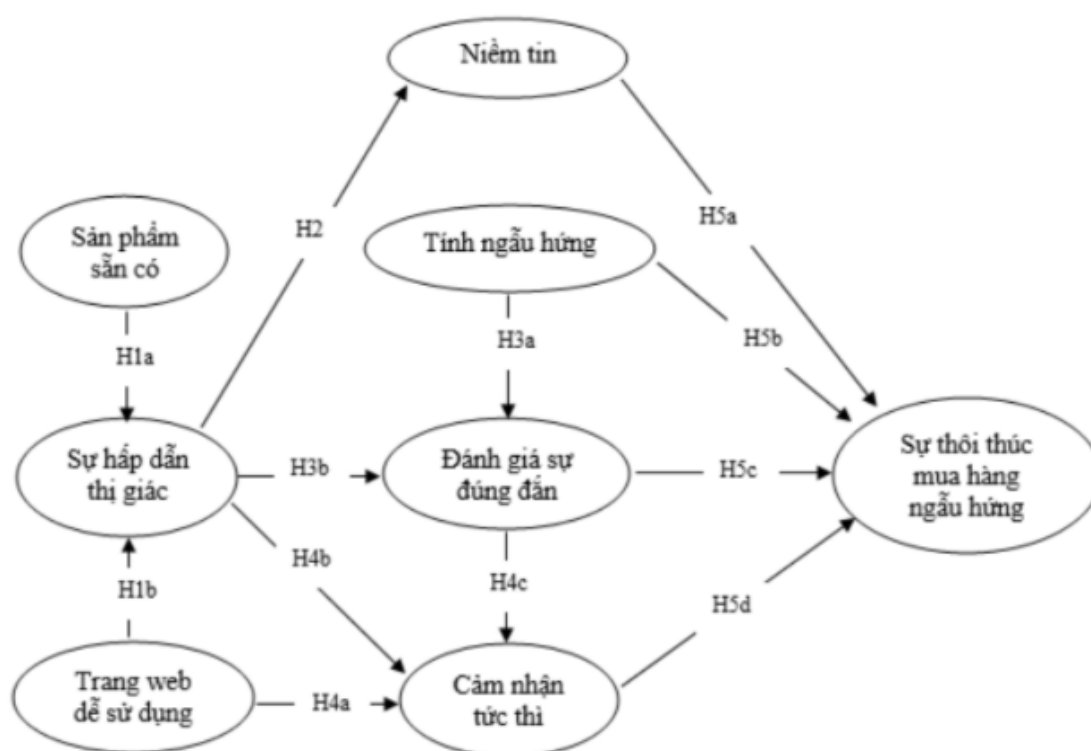 Niềm tin
H2
H5a
Sản phẩm
sẵn có
Tính ngẫu hứng
H1a
H3a
H5b
Sự hấp dẫn
thị giác
H3b
Đánh giá sự
đúng đắn
H5c
Sự thôi thúc
mua hàng
ngẫu hứng
H1b
H4b
H4c
H5d
Trang web
dễ sử dụng
H4a
Cảm nhận
tức thì